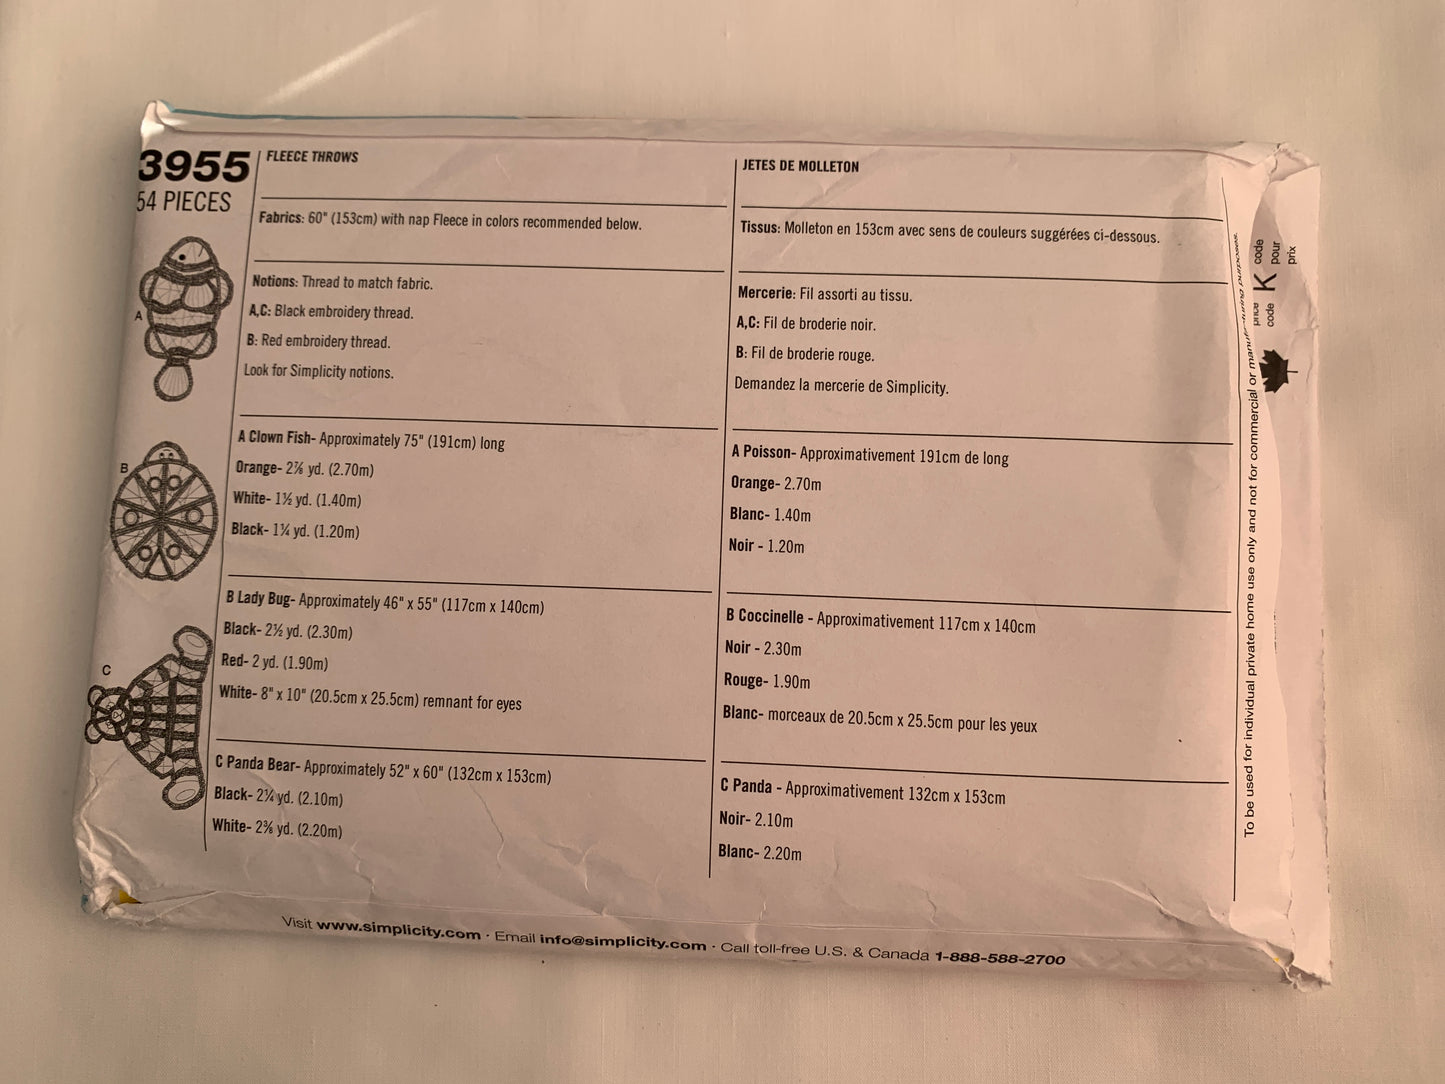 3955
54 PIECES
A
B
C
FLEECE THROWS
Fabrics: 60" (153cm) with nap Fleece in colors recommended below.
Notions: Thread to match fabric.
A,C: Black embroidery thread.
B: Red embroidery thread.
Look for Simplicity notions.
A Clown Fish- Approximately 75" (191cm) long
Orange- 2⅞ yd. (2.70m)
White- 1½ yd. (1.40m)
Black- 1¼ yd. (1.20m)
B Lady Bug- Approximately 46" x 55" (117cm x 140cm)
Black- 2½ yd. (2.30m)
Red- 2 yd. (1.90m)
White- 8" x 10" (20.5cm x 25.5cm) remnant for eyes
C Panda Bear- Approximately 52" x 60" (132cm x 153cm)
Black- 2¼ yd. (2.10m)
White- 2⅜ yd. (2.20m)
JETES DE MOLLETON
Tissus: Molleton en 153cm avec sens de couleurs suggérées ci-dessous.
Mercerie: Fil assorti au tissu.
A,C: Fil de broderie noir.
B: Fil de broderie rouge.
Demandez la mercerie de Simplicity.
A Poisson- Approximativement 191cm de long
Orange- 2.70m
Blanc- 1.40m
Noir - 1.20m
B Coccinelle - Approximativement 117cm x 140cm
Noir - 2.30m
Rouge- 1.90m
Blanc- morceaux de 20.5cm x 25.5cm pour les yeux
C Panda - Approximativement 132cm x 153cm
Noir- 2.10m
Blanc- 2.20m
To be used for individual private home use only and not for commercial or manufacturing purposes.
price code
K
code pour prix
Visit www.simplicity.com · Email info@simplicity.com · Call toll-free U.S. & Canada 1-888-588-2700